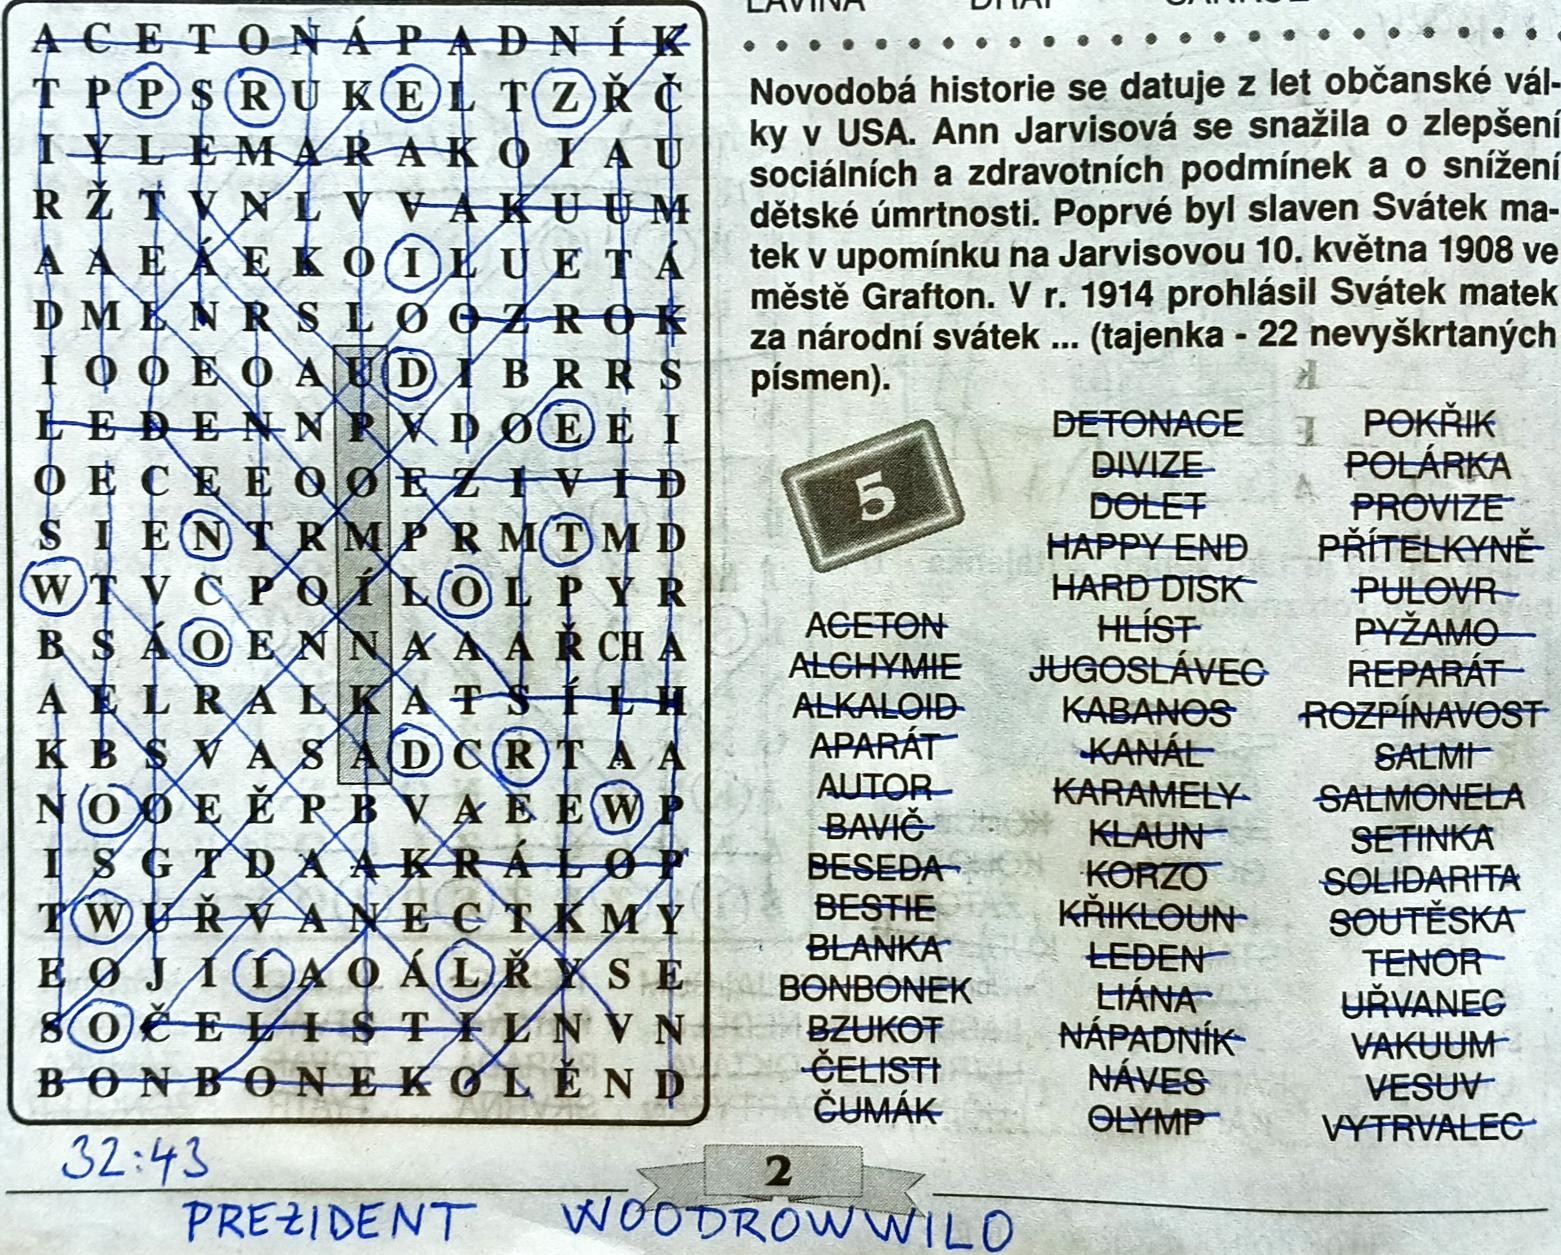 A C E T O N Á P A D N Í K
T P P S R U K E L T Z Ř Č
I Y L E M A R A K O I A U
R Ž T V N L V V A K U U M
A A E Á E K O I L U E T Á
D M L N R S L O O Z R O K
I O O E O A U D I B R R S
L E D E N N P V D O E E I
O E C E E O O E Z I V I D
S I E N T R M P R M T M D
W T V C P O Í L O L P Y R
B S Á O E N N A A A Ř CH A
A E L R A L K A T S Í L H
K B S V A S A D C R T A A
N O O E Ě P B V A E E W P
I S G T D A A K R Á L O P
T W U Ř V A N E C T K M Y
E O J I I A O Á L Ř Y S E
S O Č E L I S T I L N V N
B O N B O N E K O L Ě N D
32:43
PREZIDENT WOODROWWILO
2
Novodobá historie se datuje z let občanské vál-
ky v USA. Ann Jarvisová se snažila o zlepšení
sociálních a zdravotních podmínek a o snížení
dětské úmrtnosti. Poprvé byl slaven Svátek ma-
tek v upomínku na Jarvisovou 10. května 1908 ve
městě Grafton. V r. 1914 prohlásil Svátek matek
za národní svátek ... (tajenka - 22 nevyškrtaných
písmen).
5
ACETON
ALCHYMIE
ALKALOID
APARÁT
AUTOR
BAVIČ
BESEDA
BESTIE
BLANKA
BONBONEK
BZUKOT
ČELISTI
ČUMÁK
DETONACE
DIVIZE
DOLET
HAPPY END
HARD DISK
HLÍST
JUGOSLÁVEC
KABANOS
KANÁL
KARAMELY
KLAUN
KORZO
KŘIKLOUN
LEDEN
LIÁNA
NÁPADNÍK
NÁVES
OLYMP
POKŘIK
POLÁRKA
PROVIZE
PŘÍTELKYNĚ
PULOVR
PYŽAMO
REPARÁT
ROZPÍNAVOST
SALMI
SALMONELA
SETINKA
SOLIDARITA
SOUTĚSKA
TENOR
UŘVANEC
VAKUUM
VESUV
VYTRVALEC